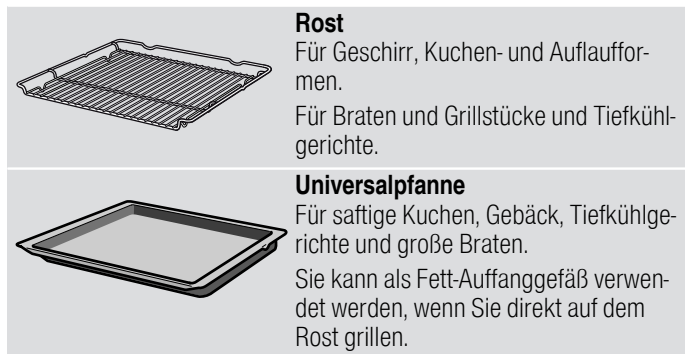 Rost
Für Geschirr, Kuchen- und Auflauffor-
men.
Für Braten und Grillstücke und Tiefkühl-
gerichte.
Universalpfanne
Für saftige Kuchen, Gebäck, Tiefkühlge-
richte und große Braten.
Sie kann als Fett-Auffanggefäß verwen-
det werden, wenn Sie direkt auf dem
Rost grillen.